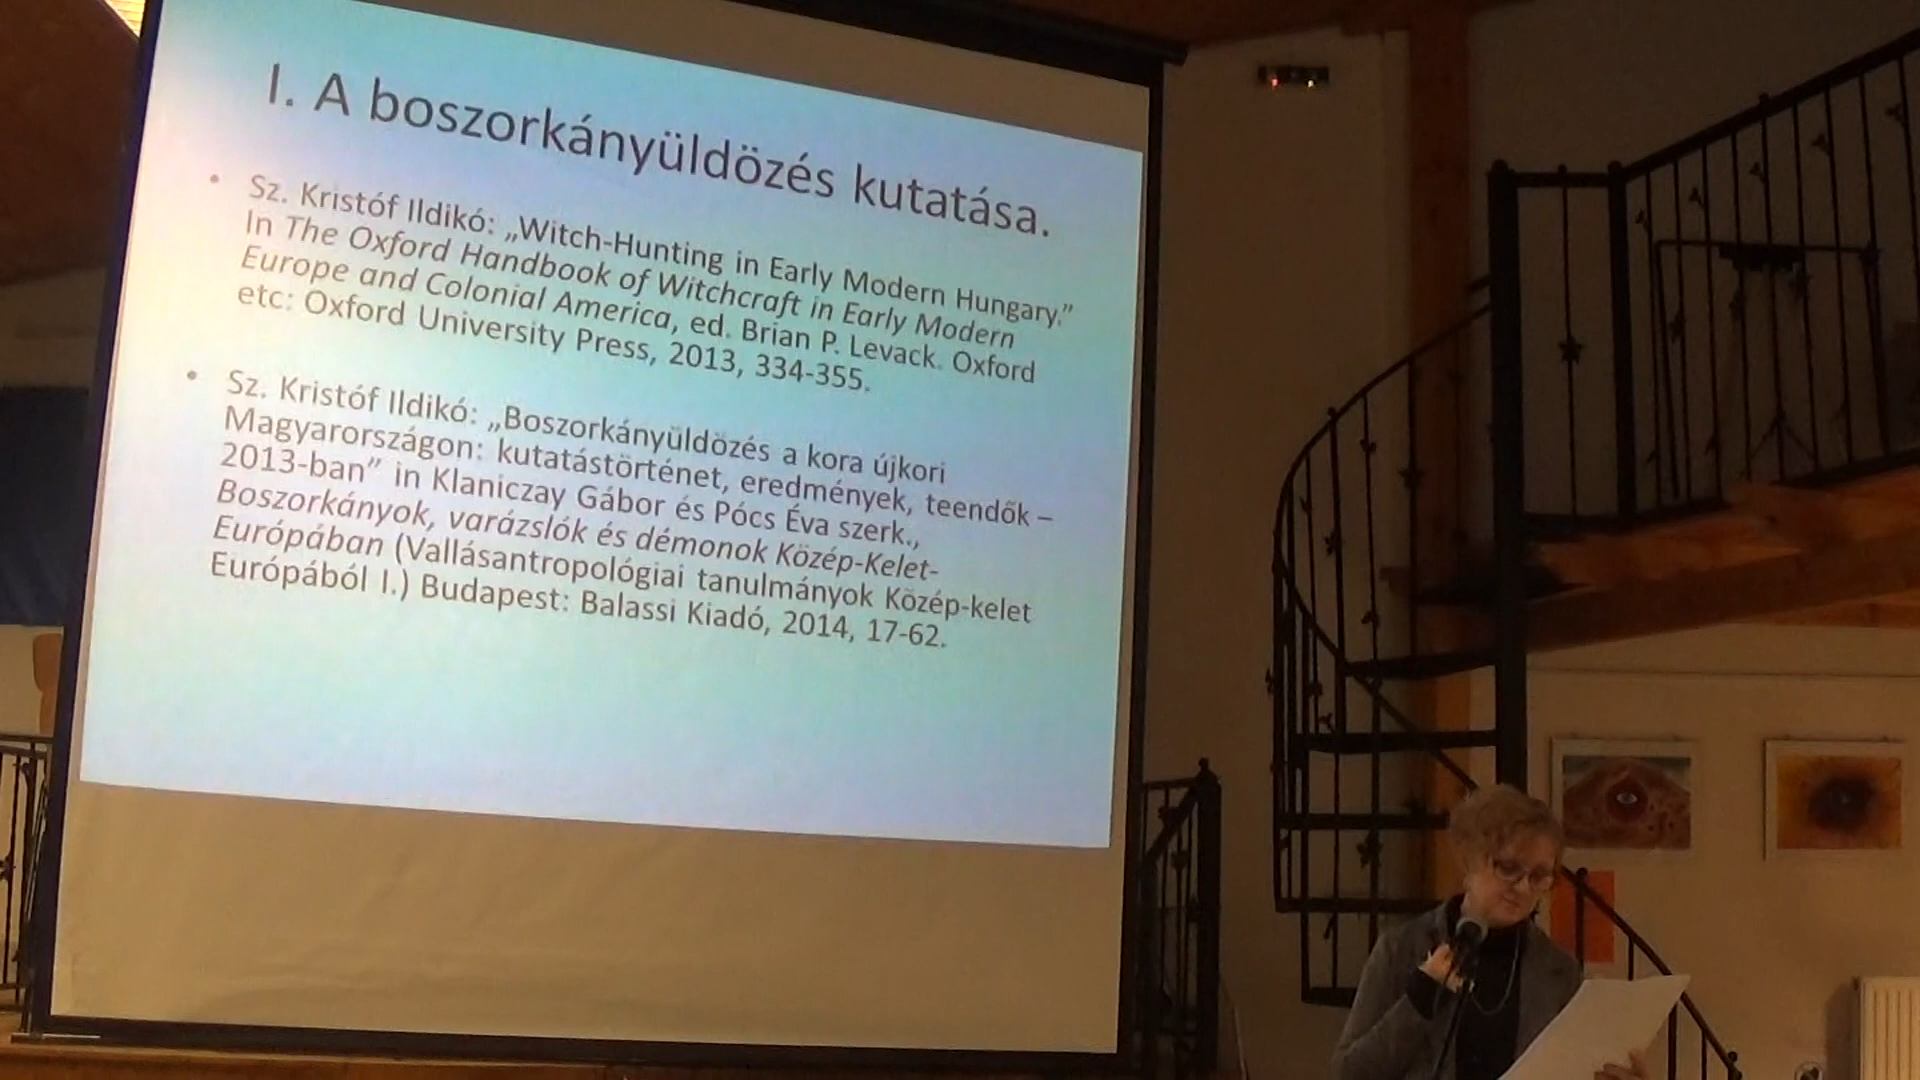 I. A boszorkányüldözés kutatása.
• Sz. Kristóf Ildikó: „Witch-Hunting in Early Modern Hungary.”
In The Oxford Handbook of Witchcraft in Early Modern
Europe and Colonial America, ed. Brian P. Levack. Oxford
etc: Oxford University Press, 2013, 334-355.
• Sz. Kristóf Ildikó: „Boszorkányüldözés a kora újkori
Magyarországon: kutatástörténet, eredmények, teendők –
2013-ban” in Klaniczay Gábor és Pócs Éva szerk.,
Boszorkányok, varázslók és démonok Közép-Kelet-
Európában (Vallásantropológiai tanulmányok Közép-kelet
Európából I.) Budapest: Balassi Kiadó, 2014, 17-62.